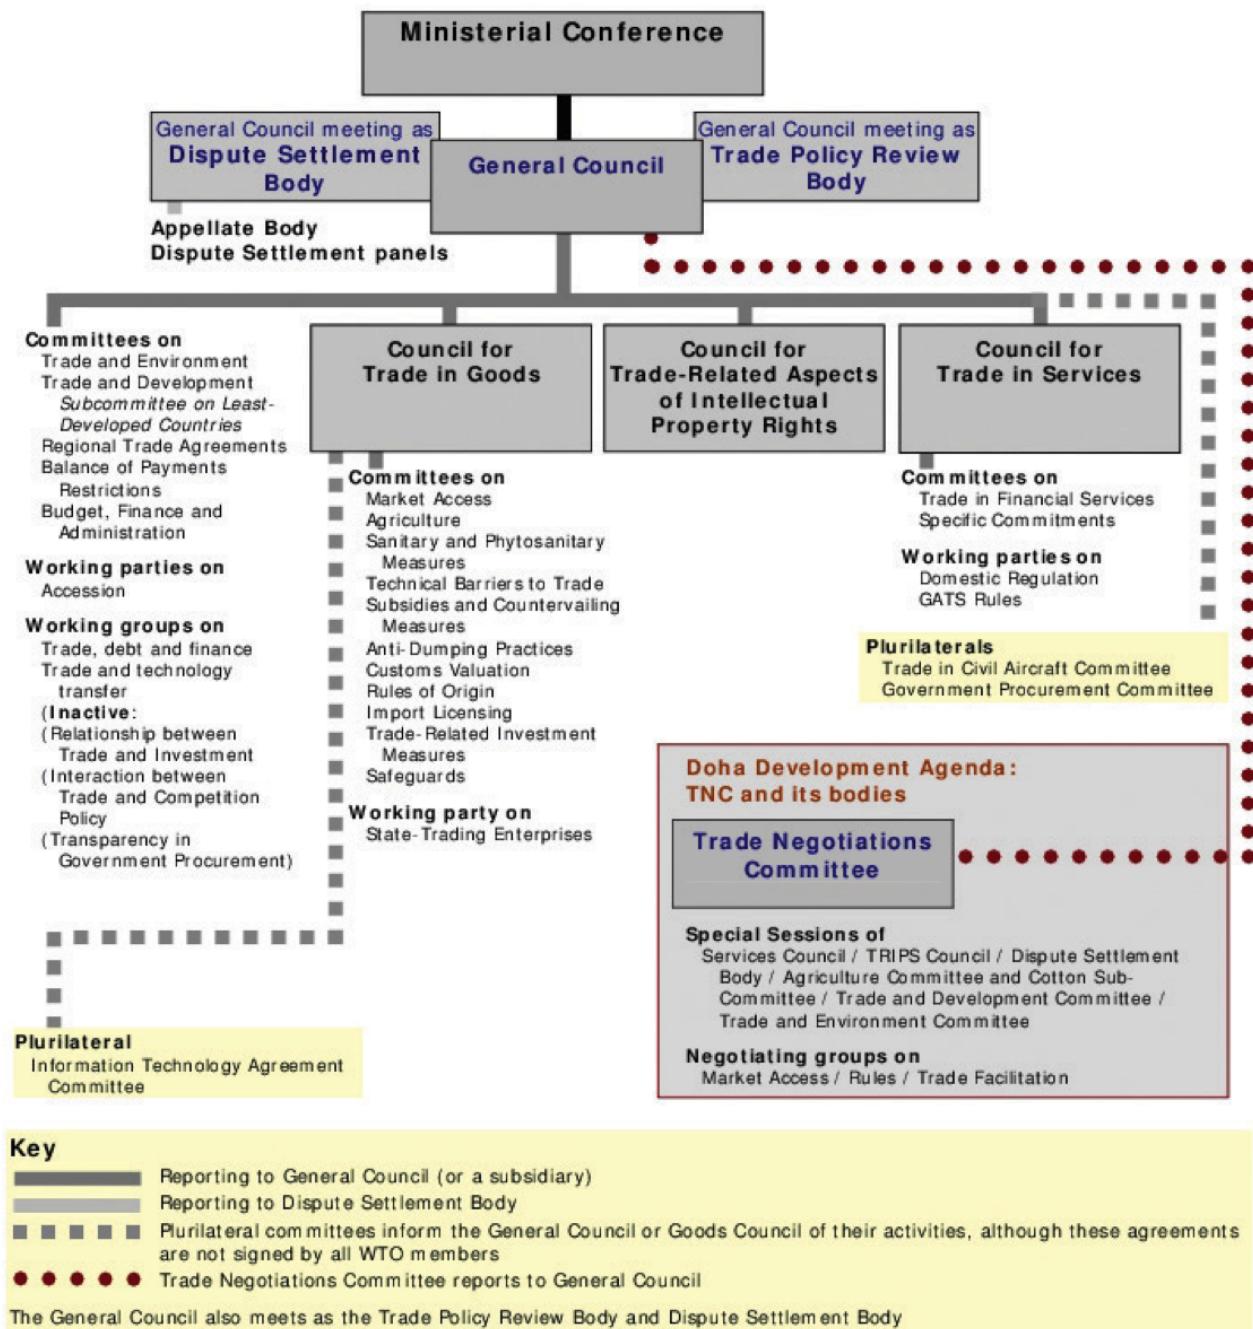 Ministerial Conference
General Council meeting as
Dispute Settlement
Body
General Council
General Council meeting as
Trade Policy Review
Body
Appellate Body
Dispute Settlement panels
Committees on
Trade and Environment
Trade and Development
Subcommittee on Least-
Developed Countries
Regional Trade Agreements
Balance of Payments
Restrictions
Budget, Finance and
Administration
Working parties on
Accession
Working groups on
Trade, debt and finance
Trade and technology
transfer
(Inactive:
(Relationship between
Trade and Investment
(Interaction between
Trade and Competition
Policy
(Transparency in
Government Procurement)
Council for
Trade in Goods
Committees on
Market Access
Agriculture
Sanitary and Phytosanitary
Measures
Technical Barriers to Trade
Subsidies and Countervailing
Measures
Anti-Dumping Practices
Customs Valuation
Rules of Origin
Import Licensing
Trade-Related Investment
Measures
Safeguards
Working party on
State-Trading Enterprises
Council for
Trade-Related Aspects
of Intellectual
Property Rights
Council for
Trade in Services
Committees on
Trade in Financial Services
Specific Commitments
Working parties on
Domestic Regulation
GATS Rules
Plurilaterals
Trade in Civil Aircraft Committee
Government Procurement Committee
Doha Development Agenda:
TNC and its bodies
Trade Negotiations
Committee
Special Sessions of
Services Council / TRIPS Council / Dispute Settlement
Body / Agriculture Committee and Cotton Sub-
Committee / Trade and Development Committee /
Trade and Environment Committee
Negotiating groups on
Market Access / Rules / Trade Facilitation
Plurilateral
Information Technology Agreement
Committee
Key
Reporting to General Council (or a subsidiary)
Reporting to Dispute Settlement Body
Plurilateral committees inform the General Council or Goods Council of their activities, although these agreements
are not signed by all WTO members
Trade Negotiations Committee reports to General Council
The General Council also meets as the Trade Policy Review Body and Dispute Settlement Body